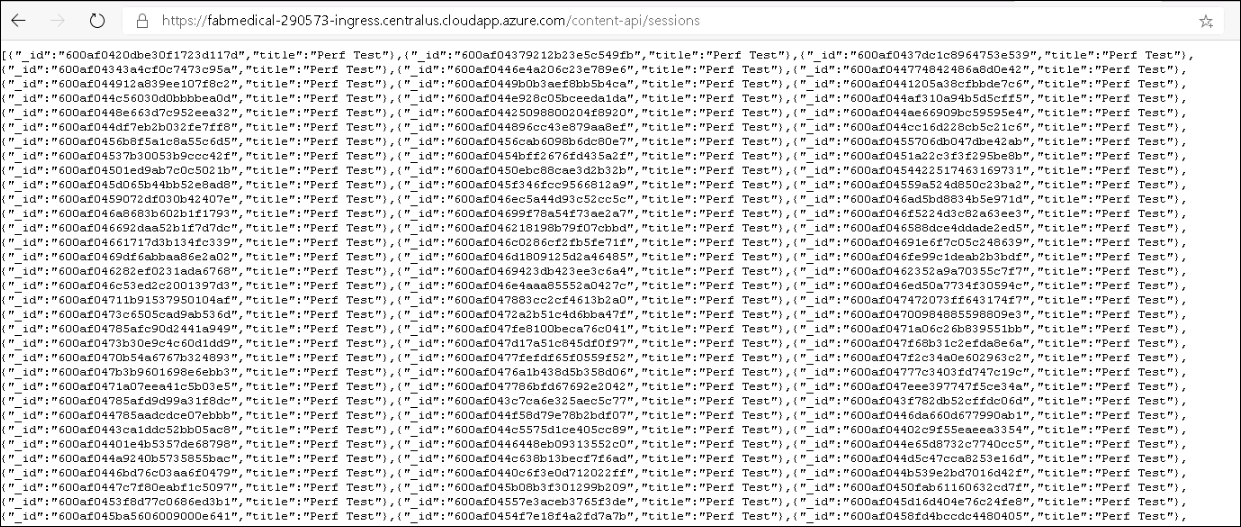 https://fabmedical-290573-ingress.centralus.cloudapp.azure.com/content-api/sessions
[{"_id":"600af0420dbe30f1723d117d","title":"Perf Test"},{"_id":"600af04379212b23e5c549fb","title":"Perf Test"},{"_id":"600af0437dc1c8964753e539","title":"Perf Test"},
{"_id":"600af04343a4cf0c7473c95a","title":"Perf Test"},{"_id":"600af0446e4a206c23e789e6","title":"Perf Test"},{"_id":"600af044774842486a8d0e42","title":"Perf Test"},
{"_id":"600af044912a839ee107f8c2","title":"Perf Test"},{"_id":"600af0449b0b3aef8bb5b4ca","title":"Perf Test"},{"_id":"600af0441205a38cfbbde7c6","title":"Perf Test"},
{"_id":"600af044c56030d0bbbbea0d","title":"Perf Test"},{"_id":"600af044e928c05bceeda1da","title":"Perf Test"},{"_id":"600af044af310a94b5d5cff5","title":"Perf Test"},
{"_id":"600af0448e663d7c952eea32","title":"Perf Test"},{"_id":"600af04425098800204f8920","title":"Perf Test"},{"_id":"600af044ae66909bc59595e4","title":"Perf Test"},
{"_id":"600af044df7eb2b032fe7ff8","title":"Perf Test"},{"_id":"600af044896cc43e879aa8ef","title":"Perf Test"},{"_id":"600af044cc16d228cb5c21c6","title":"Perf Test"},
{"_id":"600af0456b8f5a1c8a55c6d5","title":"Perf Test"},{"_id":"600af0456cab6098b6dc80e7","title":"Perf Test"},{"_id":"600af0455706db047dbe42ab","title":"Perf Test"},
{"_id":"600af04537b30053b9ccc42f","title":"Perf Test"},{"_id":"600af0454bff2676fd435a2f","title":"Perf Test"},{"_id":"600af0451a22c3f3f295be8b","title":"Perf Test"},
{"_id":"600af04501ed9ab7c0c5021b","title":"Perf Test"},{"_id":"600af0450ebc88cae3d2b32b","title":"Perf Test"},{"_id":"600af0454422517463169731","title":"Perf Test"},
{"_id":"600af045d065b44bb52e8ad8","title":"Perf Test"},{"_id":"600af045f346fcc9566812a9","title":"Perf Test"},{"_id":"600af04559a524d850c23ba2","title":"Perf Test"},
{"_id":"600af0459072df030b42407e","title":"Perf Test"},{"_id":"600af046ec5a44d93c52cc5c","title":"Perf Test"},{"_id":"600af046ad5bd8834b5e971d","title":"Perf Test"},
{"_id":"600af046a8683b602b1f1793","title":"Perf Test"},{"_id":"600af04699f78a54f73ae2a7","title":"Perf Test"},{"_id":"600af046f5224d3c82a63ee3","title":"Perf Test"},
{"_id":"600af046692daa52b1f7d7dc","title":"Perf Test"},{"_id":"600af046218198b79f07cbbd","title":"Perf Test"},{"_id":"600af046588dce4ddade2ed5","title":"Perf Test"},
{"_id":"600af04661717d3b134fc339","title":"Perf Test"},{"_id":"600af046c0286cf2fb5fe71f","title":"Perf Test"},{"_id":"600af04691e6f7c05c248639","title":"Perf Test"},
{"_id":"600af0469df6abbaa86e2a02","title":"Perf Test"},{"_id":"600af046d1809125d2a46485","title":"Perf Test"},{"_id":"600af046fe99c1deab2b3bdf","title":"Perf Test"},
{"_id":"600af046282ef0231ada6768","title":"Perf Test"},{"_id":"600af0469423db423ee3c6a4","title":"Perf Test"},{"_id":"600af0462352a9a70355c7f7","title":"Perf Test"},
{"_id":"600af046c53ed2c2001397d3","title":"Perf Test"},{"_id":"600af046e4aaa85552a0427c","title":"Perf Test"},{"_id":"600af046ed50a7734f30594c","title":"Perf Test"},
{"_id":"600af04711b91537950104af","title":"Perf Test"},{"_id":"600af047883cc2cf4613b2a0","title":"Perf Test"},{"_id":"600af047472073ff643174f7","title":"Perf Test"},
{"_id":"600af0473c6505cad9ab536d","title":"Perf Test"},{"_id":"600af0472a2b51c4d6bba47f","title":"Perf Test"},{"_id":"600af04700984885598809e3","title":"Perf Test"},
{"_id":"600af04785afc90d2441a949","title":"Perf Test"},{"_id":"600af047fe8100beca76c041","title":"Perf Test"},{"_id":"600af0471a06c26b839551bb","title":"Perf Test"},
{"_id":"600af0473b30e9c4c60d1dd9","title":"Perf Test"},{"_id":"600af047d17a51c845df0f97","title":"Perf Test"},{"_id":"600af047f68b31c2efda8e6a","title":"Perf Test"},
{"_id":"600af0470b54a6767b324893","title":"Perf Test"},{"_id":"600af0477fefdf65f0559f52","title":"Perf Test"},{"_id":"600af047f2c34a0e602963c2","title":"Perf Test"},
{"_id":"600af047b3b9601698e6ebb3","title":"Perf Test"},{"_id":"600af0476a1b438d5b358d06","title":"Perf Test"},{"_id":"600af04777c3403fd747c19c","title":"Perf Test"},
{"_id":"600af0471a07eea41c5b03e5","title":"Perf Test"},{"_id":"600af047786bfd67692e2042","title":"Perf Test"},{"_id":"600af047eee397747f5ce34a","title":"Perf Test"},
{"_id":"600af04785afd9d99a31f8dc","title":"Perf Test"},{"_id":"600af043c7ca6e325aec5c77","title":"Perf Test"},{"_id":"600af043f782db52cffdc06d","title":"Perf Test"},
{"_id":"600af044785aadcdce07ebbb","title":"Perf Test"},{"_id":"600af044f58d79e78b2bdf07","title":"Perf Test"},{"_id":"600af0446da660d677990ab1","title":"Perf Test"},
{"_id":"600af0443ca1ddc52bb05ac8","title":"Perf Test"},{"_id":"600af044c5575d1ce405cc89","title":"Perf Test"},{"_id":"600af04402c9f55eaeea3354","title":"Perf Test"},
{"_id":"600af04401e4b5357de68798","title":"Perf Test"},{"_id":"600af0446448eb09313552c0","title":"Perf Test"},{"_id":"600af044e65d8732c7740cc5","title":"Perf Test"},
{"_id":"600af044a9240b5735855bac","title":"Perf Test"},{"_id":"600af044c638b13becf7f6ad","title":"Perf Test"},{"_id":"600af044d5c47cca8253e16d","title":"Perf Test"},
{"_id":"600af0446bd76c03aa6f0479","title":"Perf Test"},{"_id":"600af0440c6f3e0d712022ff","title":"Perf Test"},{"_id":"600af044b539e2bd7016d42f","title":"Perf Test"},
{"_id":"600af0447c7f80eabf1c5097","title":"Perf Test"},{"_id":"600af045b08b3f301299b209","title":"Perf Test"},{"_id":"600af0450fab61160632cd7f","title":"Perf Test"},
{"_id":"600af0453f8d77c0686ed3b1","title":"Perf Test"},{"_id":"600af04557e3aceb3765f3de","title":"Perf Test"},{"_id":"600af045d16d404e76c24fe8","title":"Perf Test"},
{"_id":"600af045ba5606009000e641","title":"Perf Test"},{"_id":"600af0454f7e18f4a2fd7a7b","title":"Perf Test"},{"_id":"600af0458fd4bccdc4480405","title":"Perf Test"},